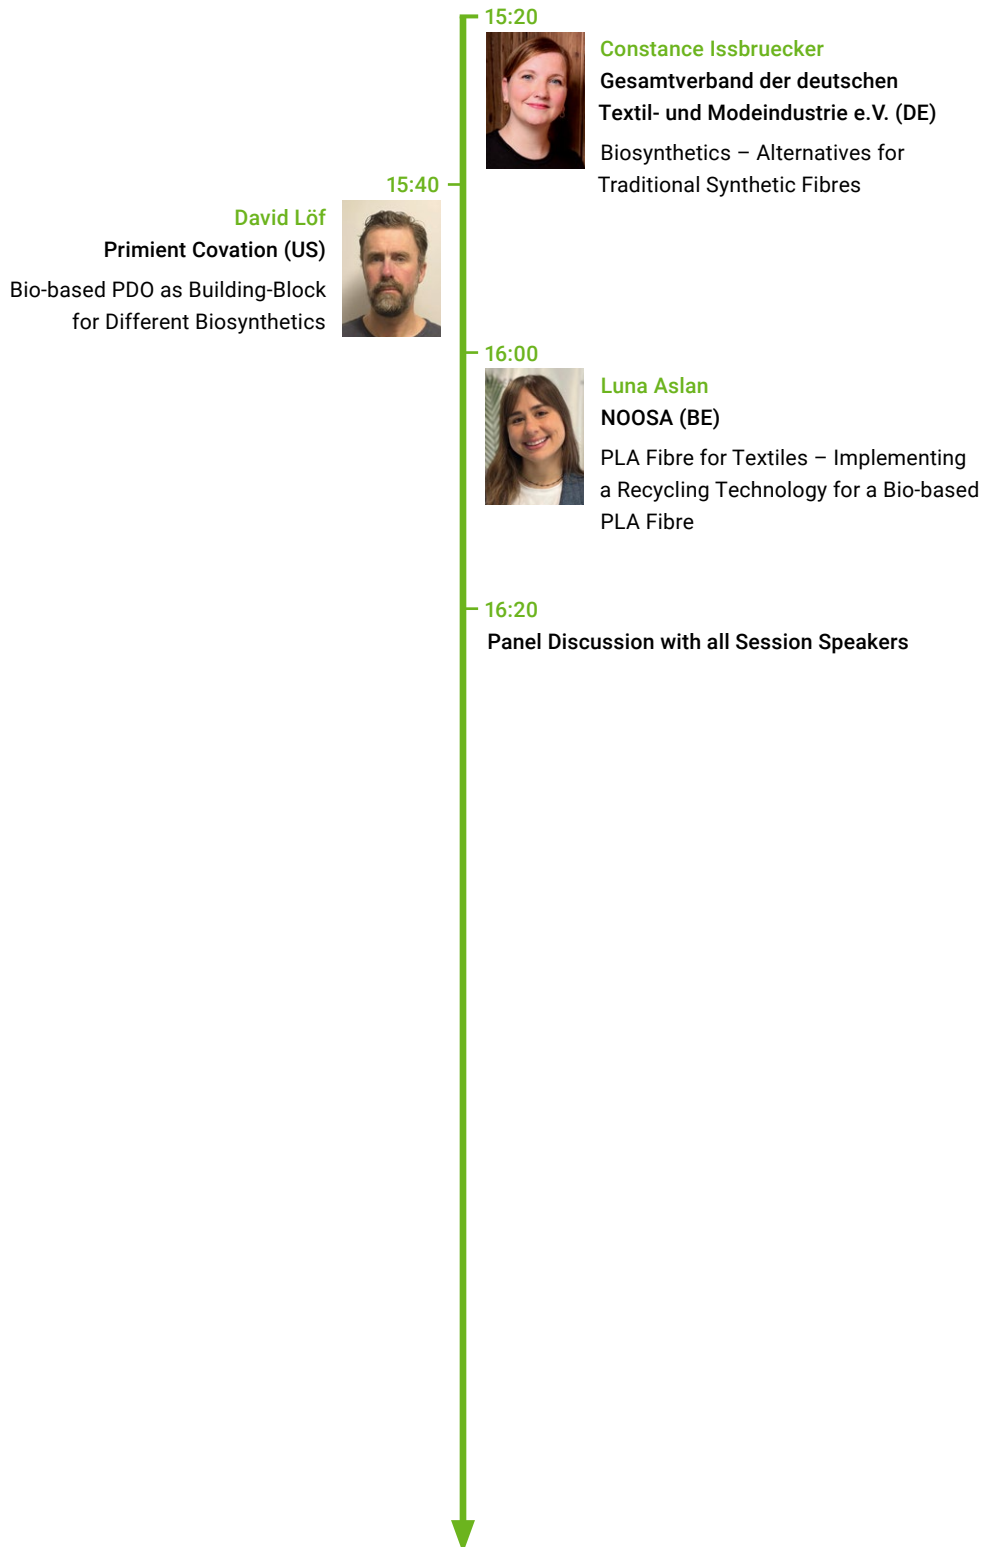 15:20
Constance Issbruecker
Gesamtverband der deutschen
Textil- und Modeindustrie e.V. (DE)
Biosynthetics – Alternatives for
Traditional Synthetic Fibres
15:40
David Löf
Primient Covation (US)
Bio-based PDO as Building-Block
for Different Biosynthetics
16:00
Luna Aslan
NOOSA (BE)
PLA Fibre for Textiles – Implementing
a Recycling Technology for a Bio-based
PLA Fibre
16:20
Panel Discussion with all Session Speakers